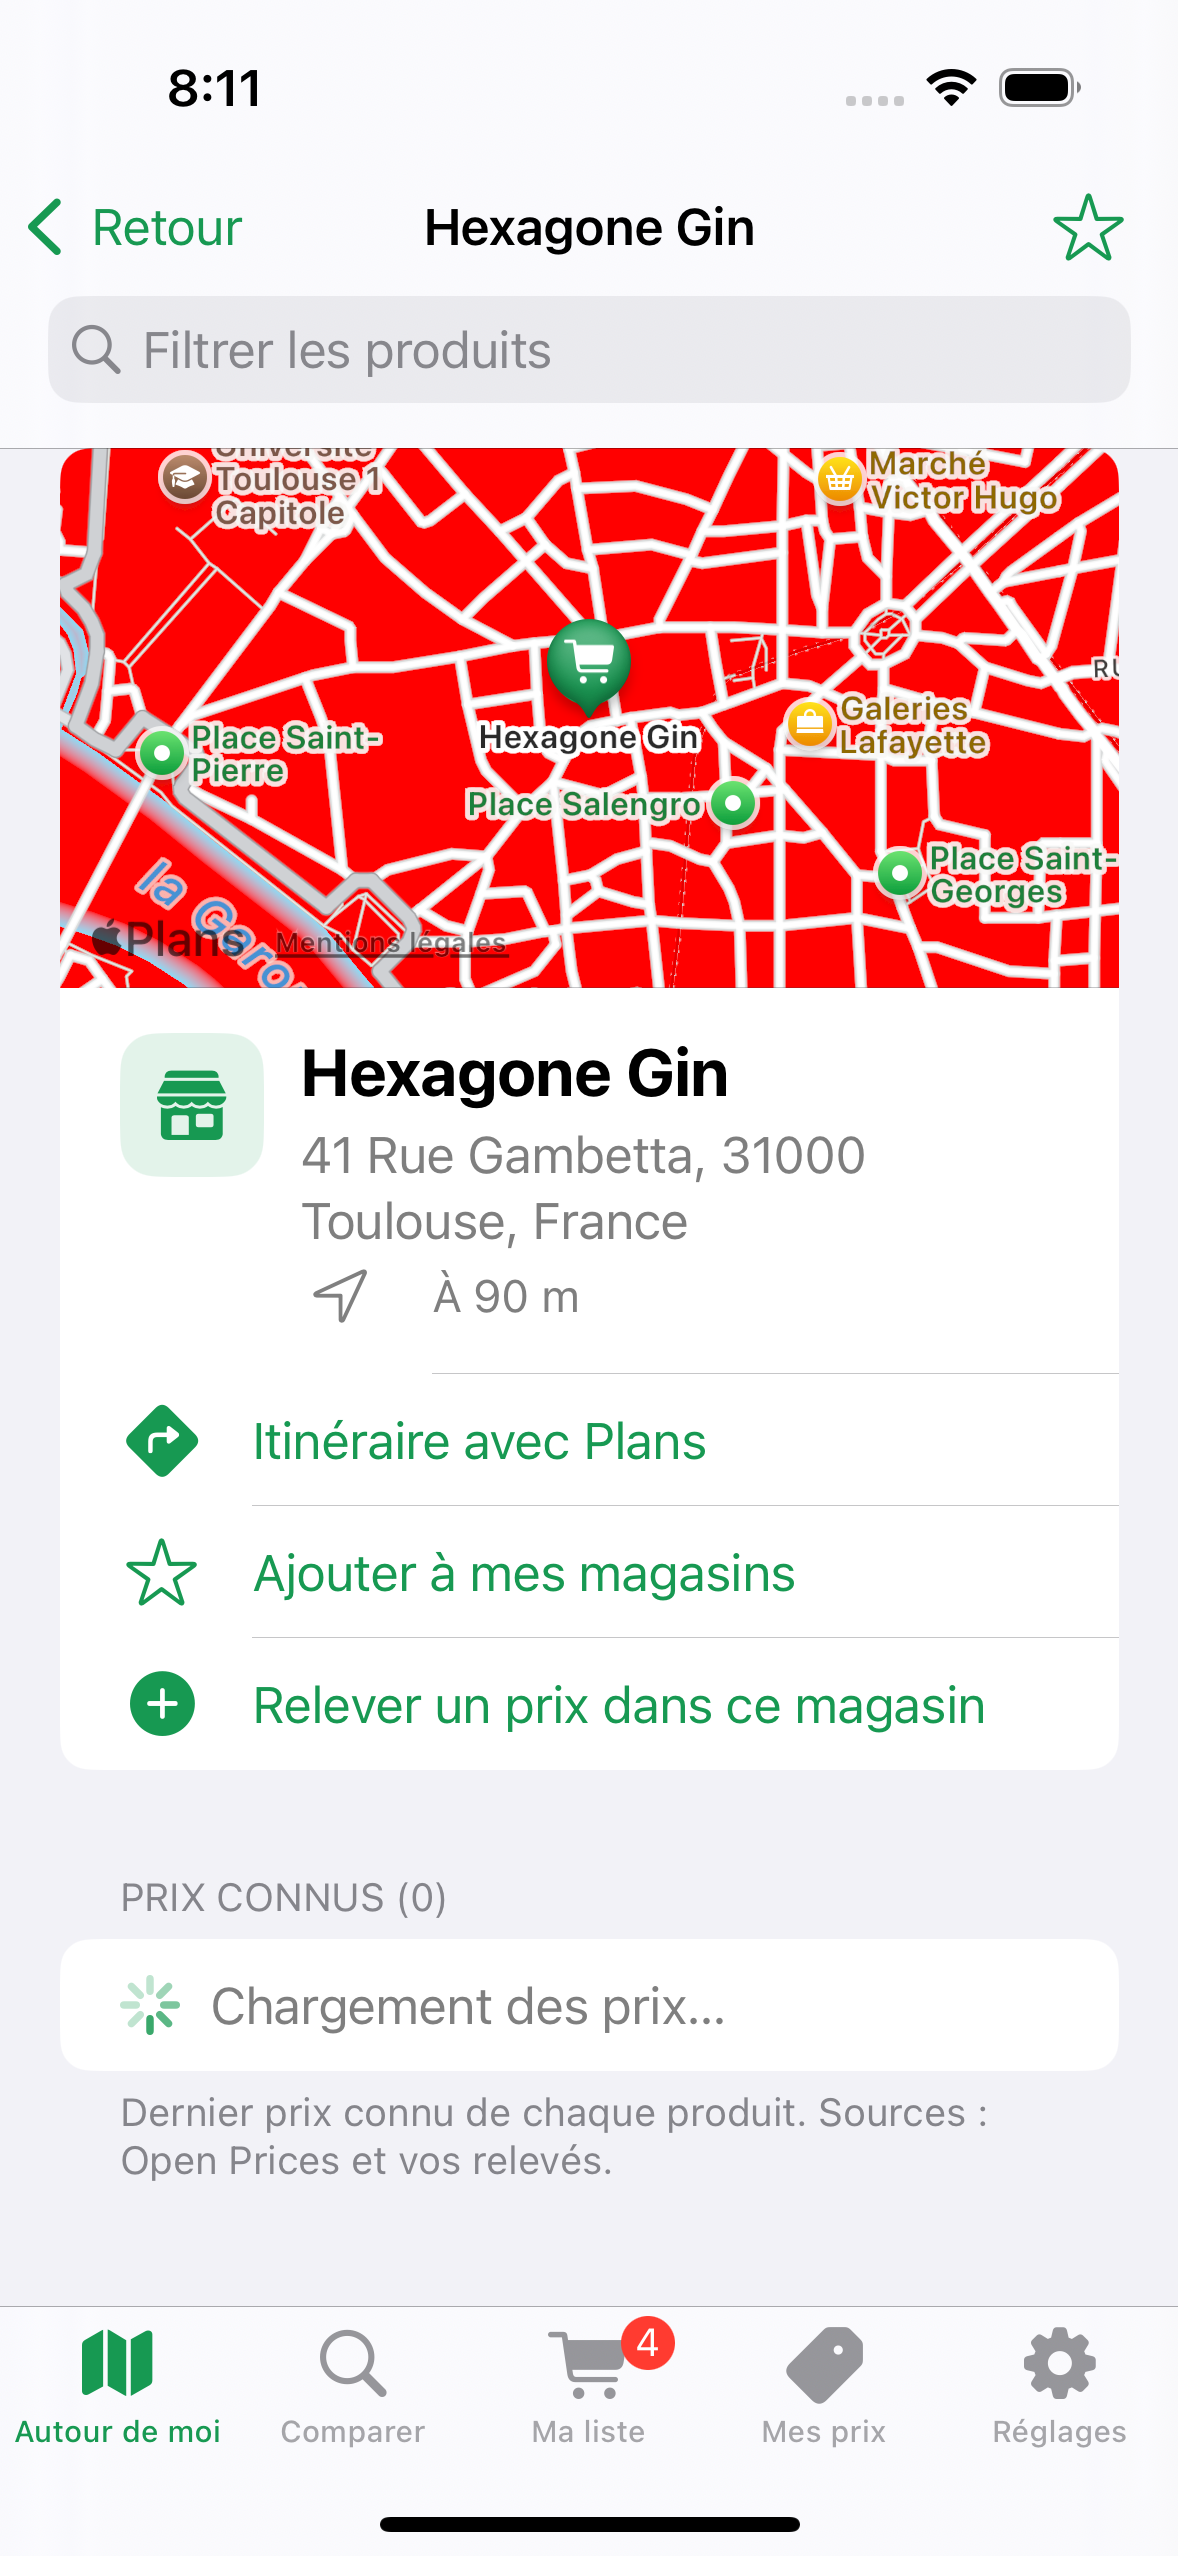 8:11
Retour
Hexagone Gin
Filtrer les produits
Université
Toulouse 1
Capitole
Marché
Victor Hugo
Hexagone Gin
Galeries
Lafayette
Place Saint-
Pierre
Place Salengro
Place Saint-
Georges
la Garo
Plans
Mentions légales
Hexagone Gin
41 Rue Gambetta, 31000
Toulouse, France
À 90 m
Itinéraire avec Plans
Ajouter à mes magasins
Relever un prix dans ce magasin
PRIX CONNUS (0)
Chargement des prix...
Dernier prix connu de chaque produit. Sources :
Open Prices et vos relevés.
4
Autour de moi
Comparer
Ma liste
Mes prix
Réglages